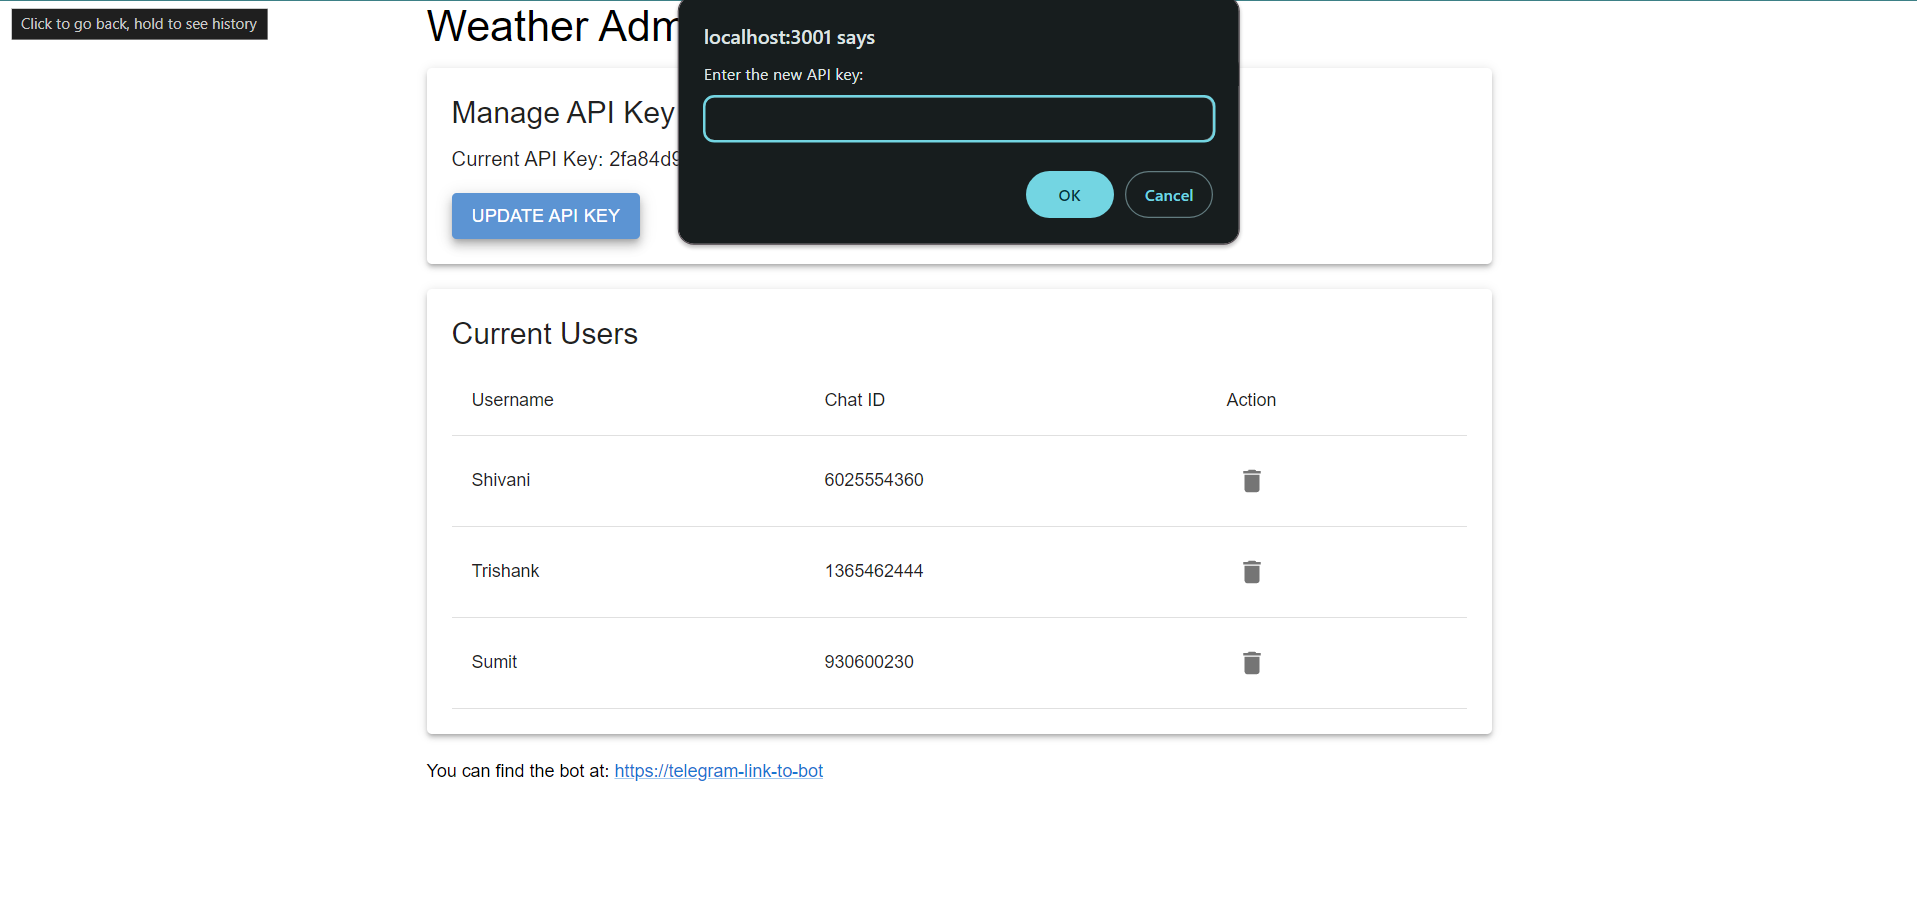 Click to go back, hold to see history
Weather Adm
localhost:3001 says
Enter the new API key:
OK
Cancel
Manage API Key
Current API Key: 2fa84d9
UPDATE API KEY
Current Users
Username Chat ID Action
Shivani 6025554360
Trishank 1365462444
Sumit 930600230
You can find the bot at: https://telegram-link-to-bot